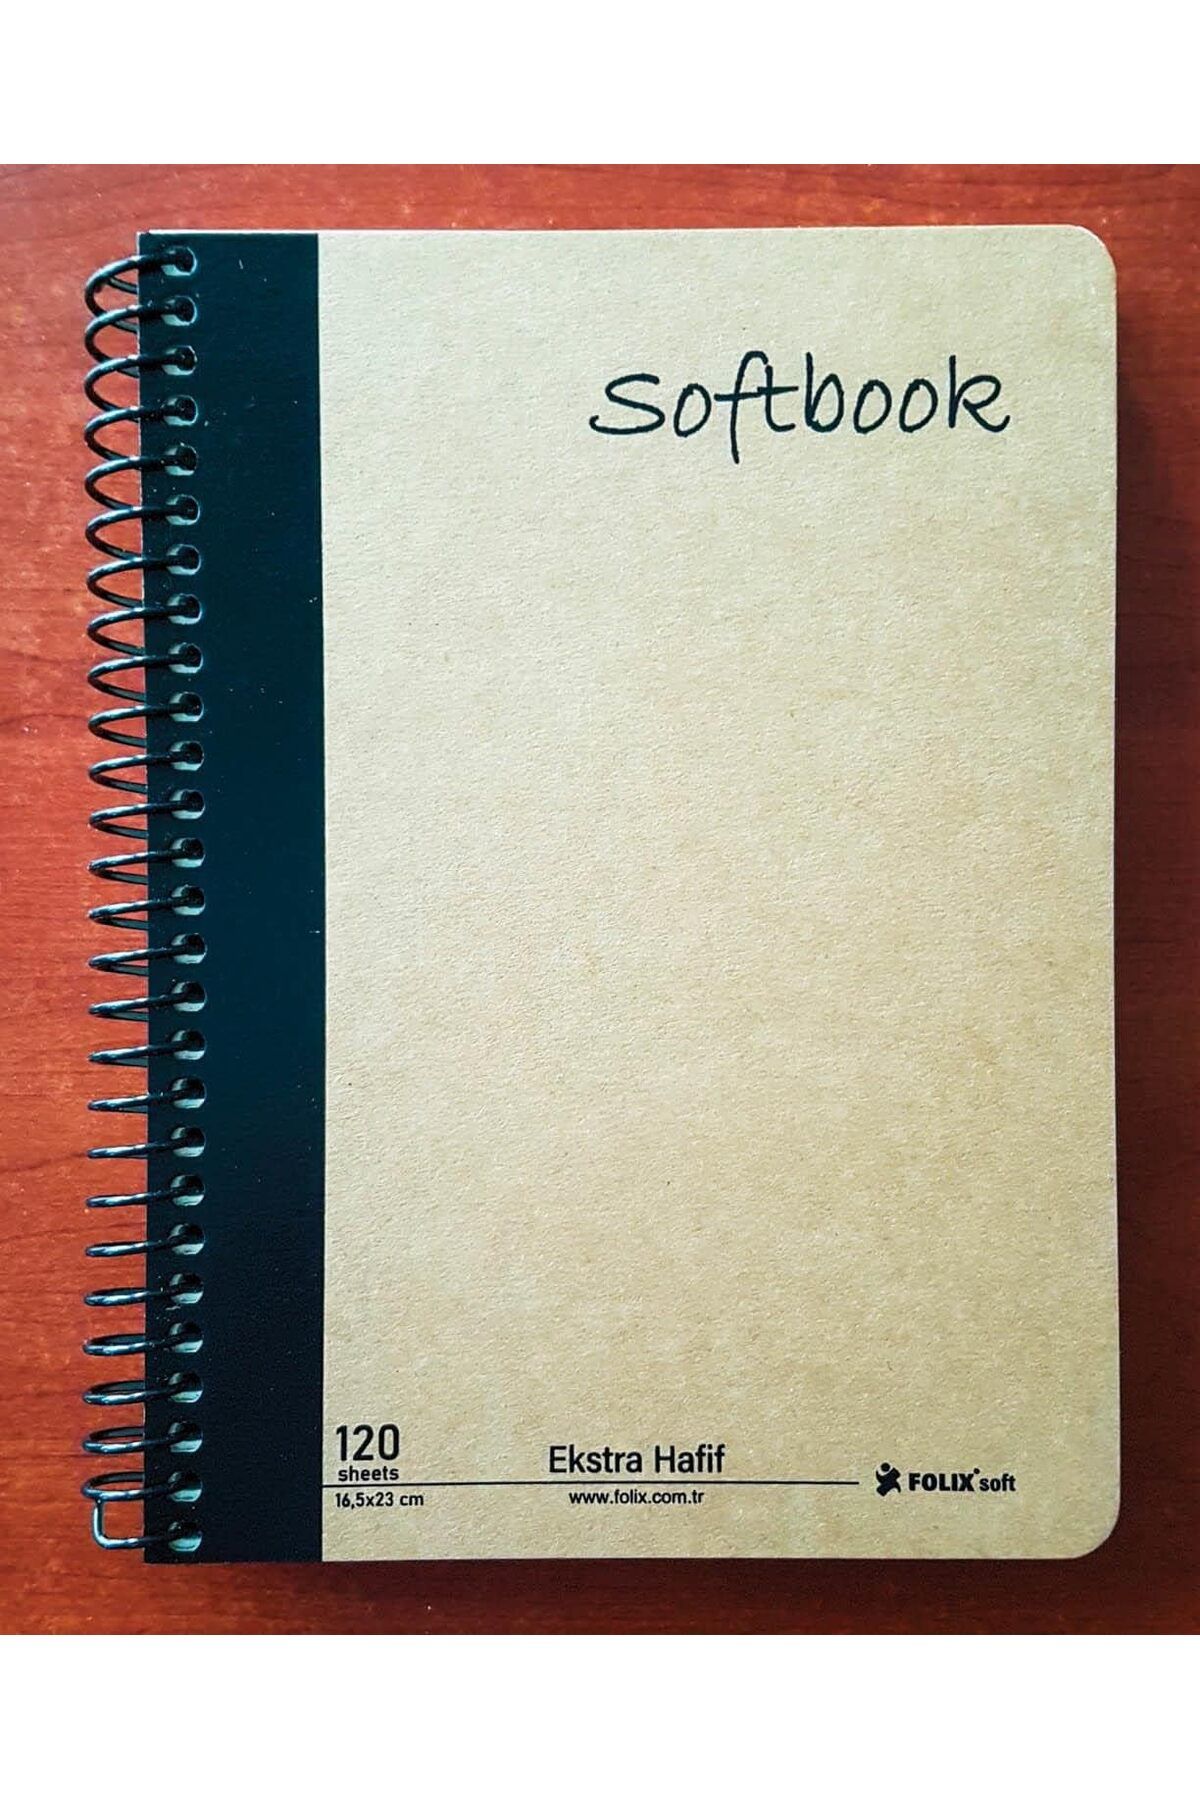 Softbook
120
sheets
16,5x23 cm
Ekstra Hafif
www.folix.com.tr
FOLIX® soft